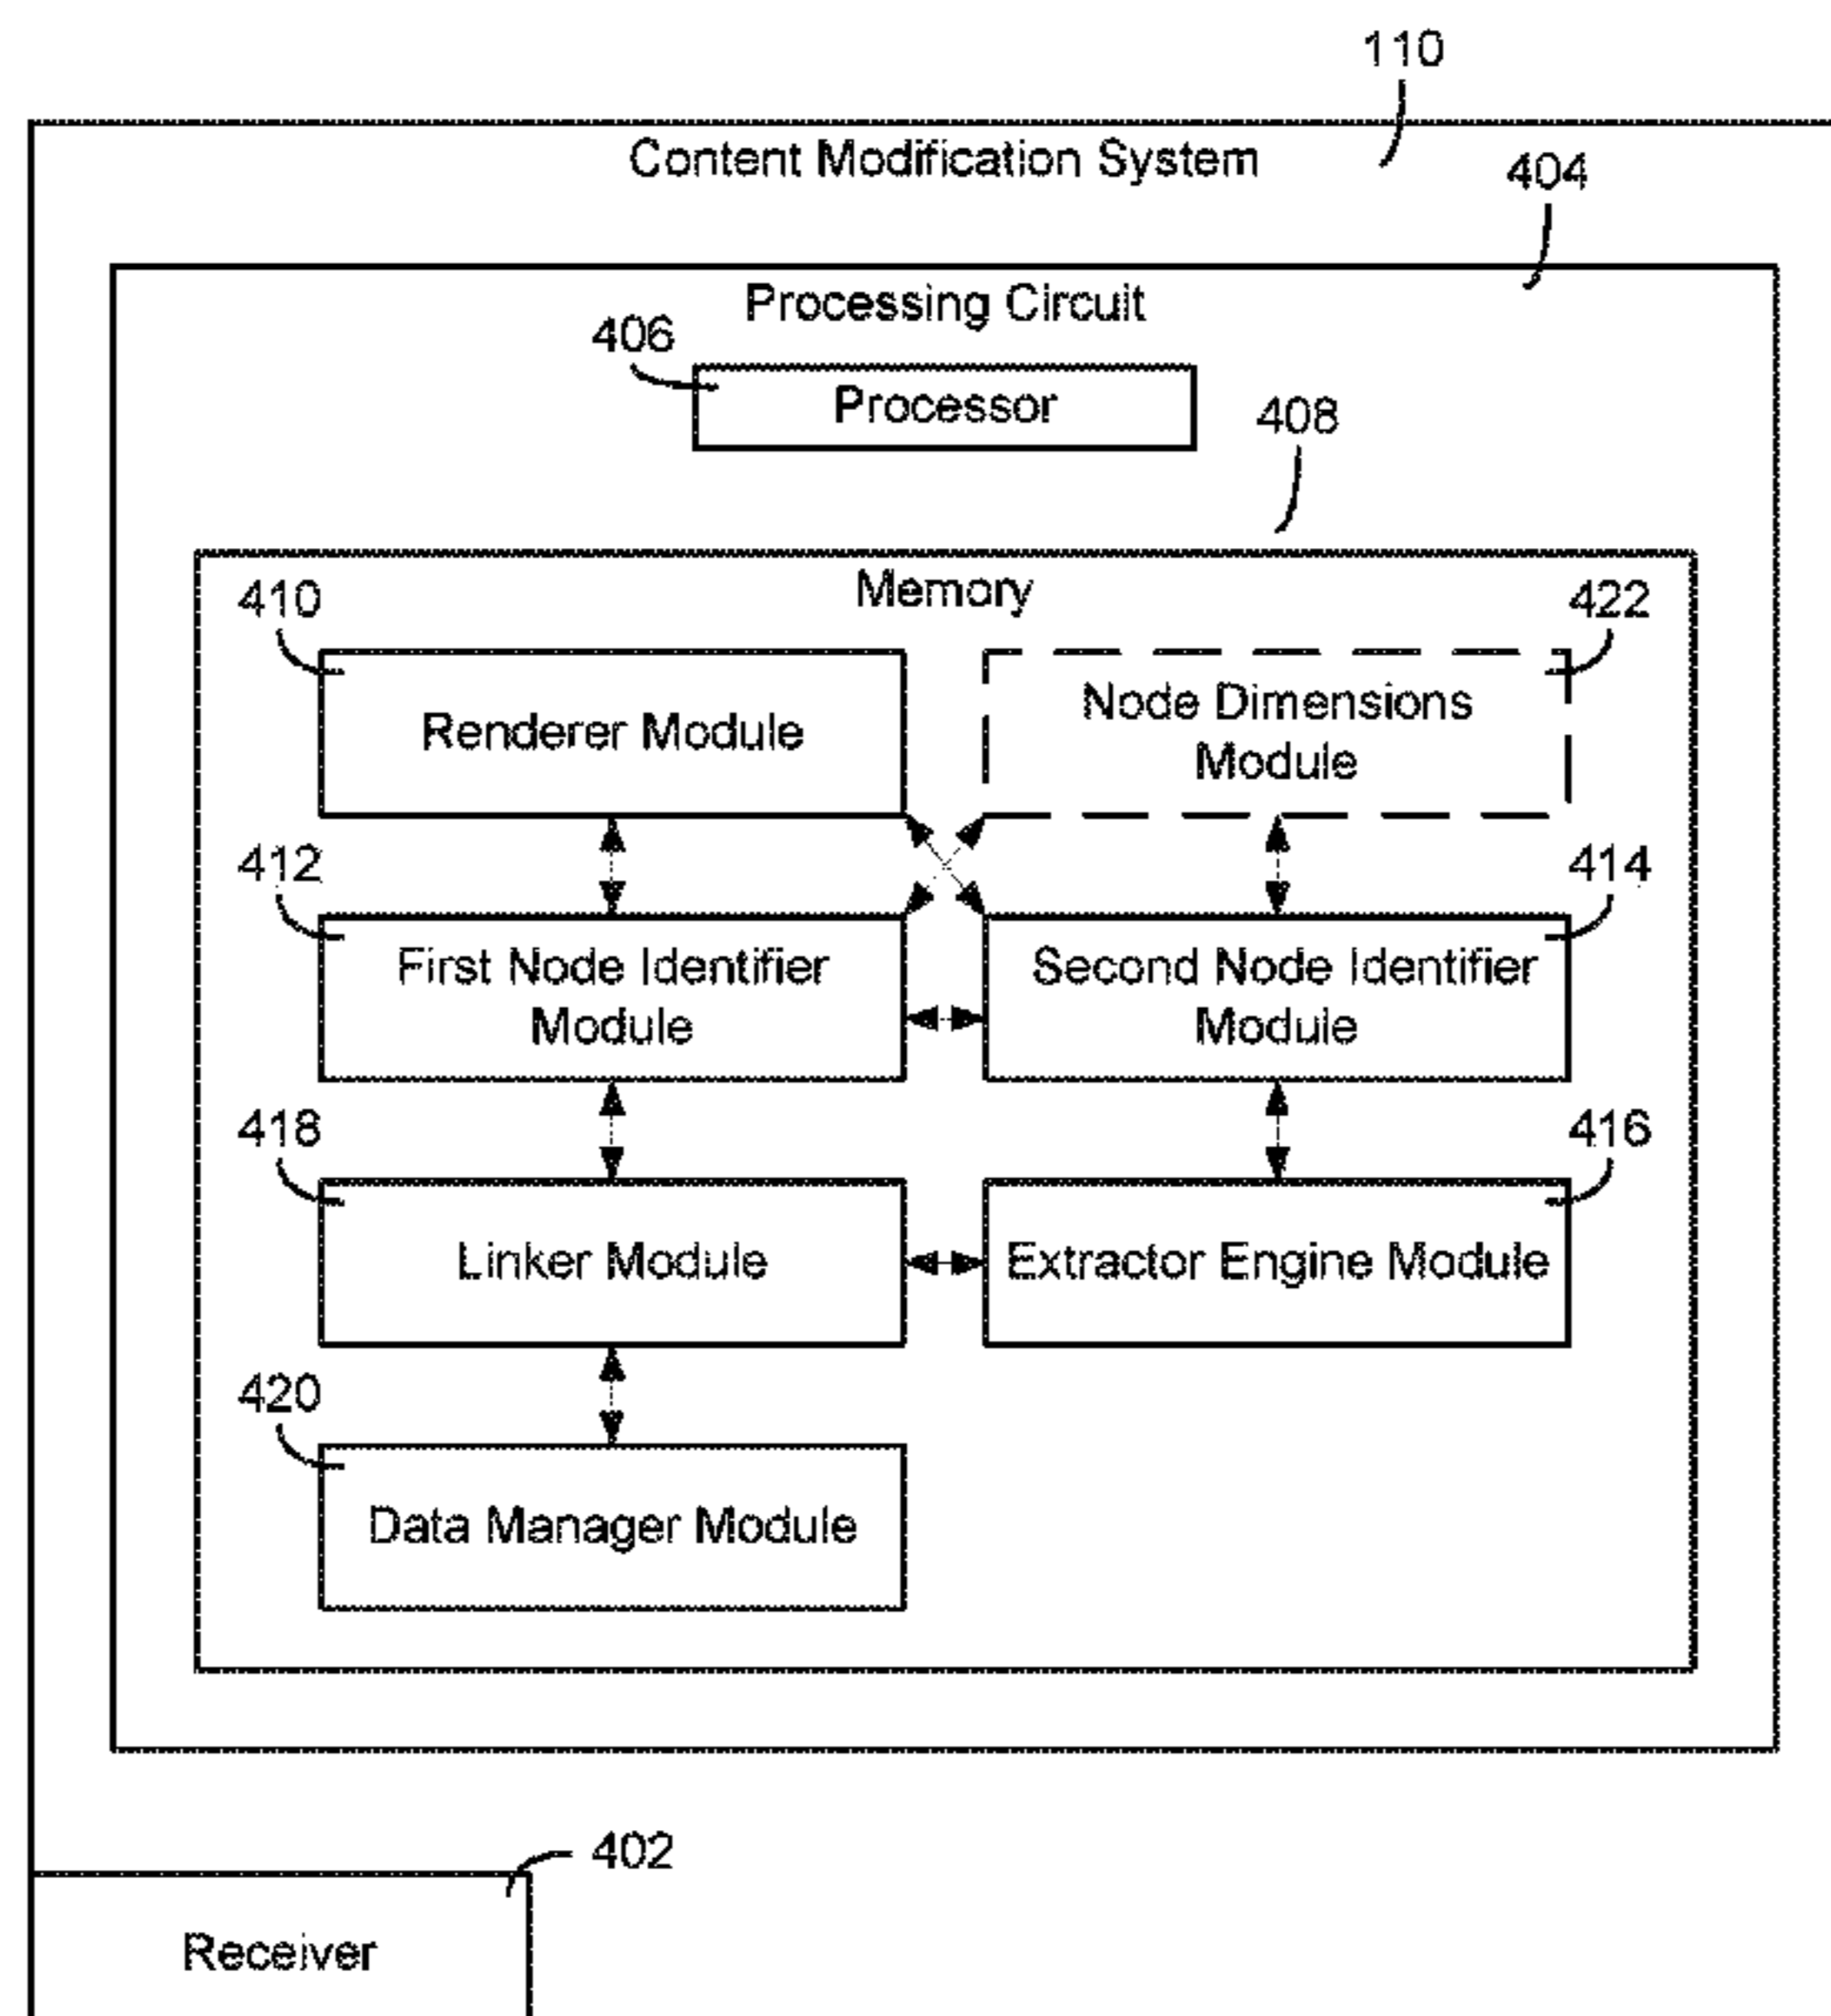 110
Content Modification System
404
Processing Circuit
406
Processor
408
Memory
410
422
Renderer Module
Node Dimensions
Module
412
414
First Node Identifier
Module
Second Node Identifier
Module
418
416
Linker Module
Extractor Engine Module
420
Data Manager Module
402
Receiver